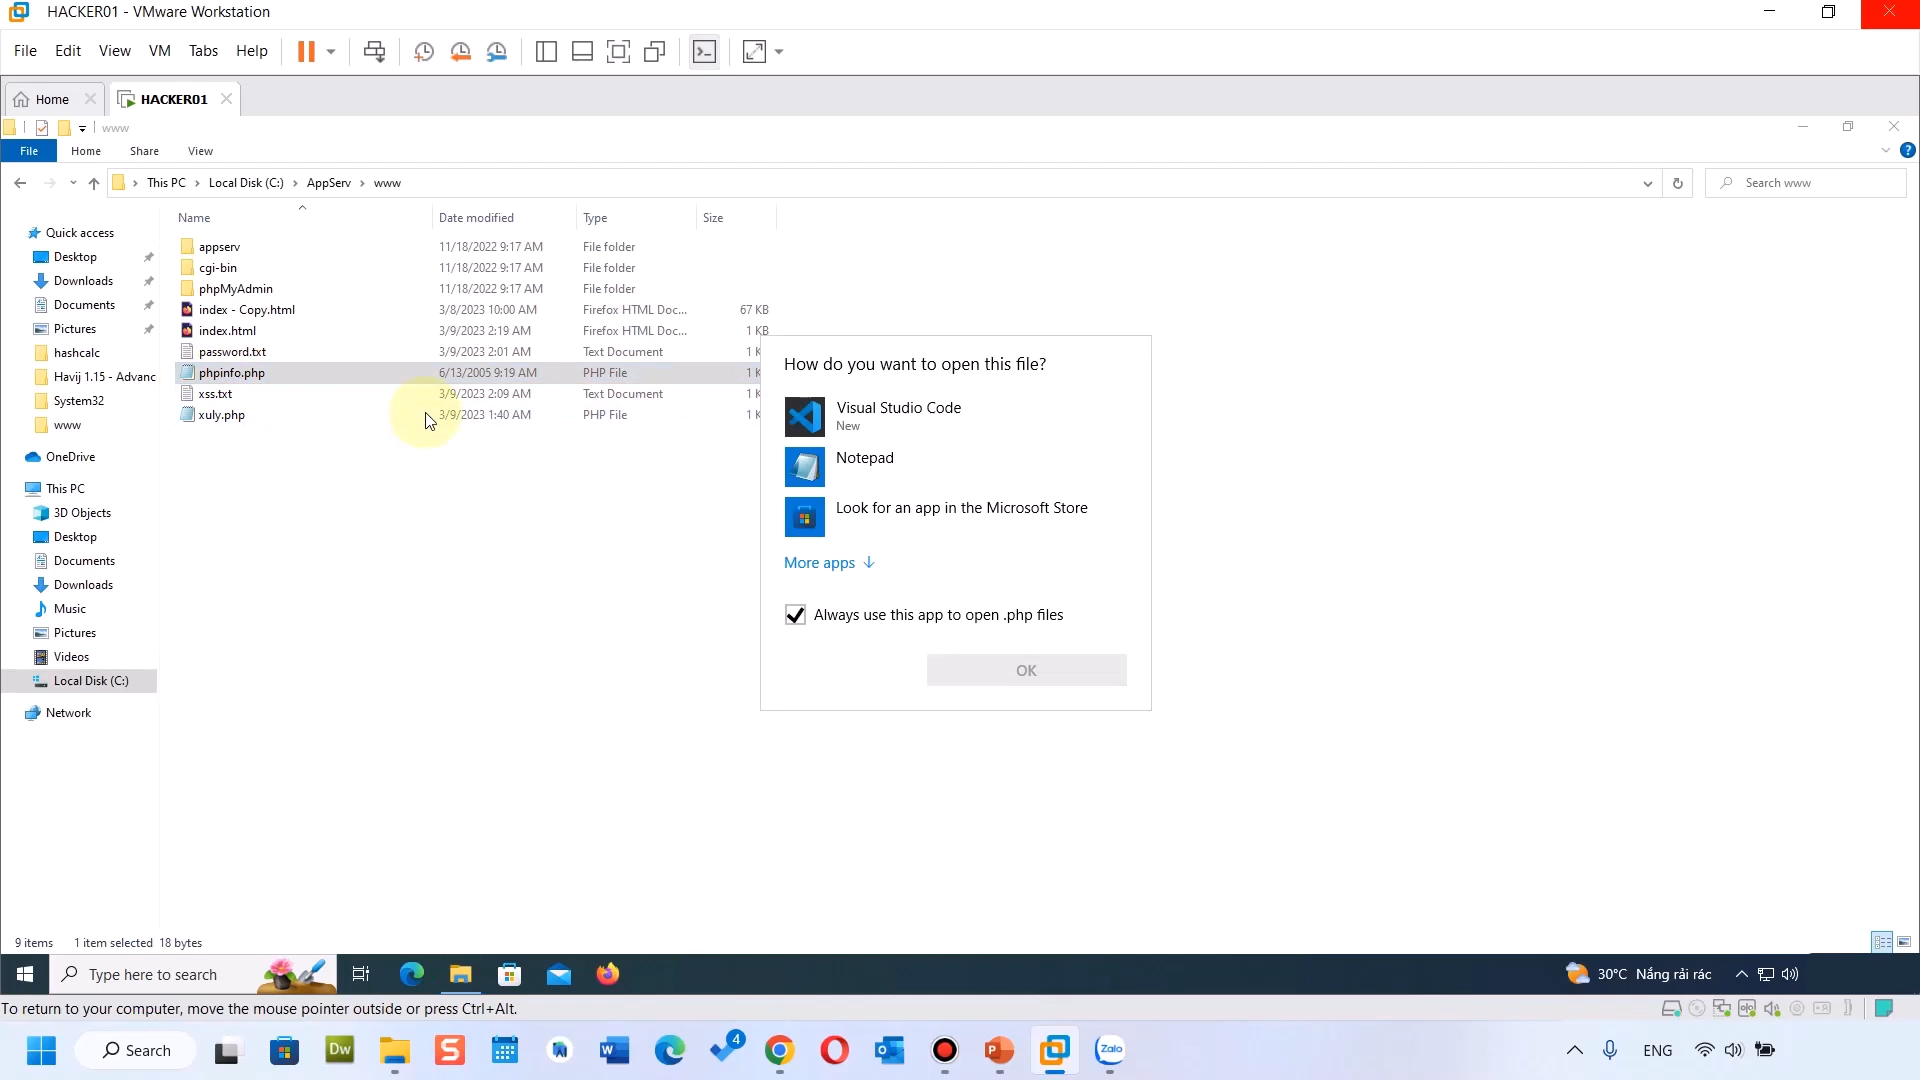 HACKER01 - VMware Workstation
File Edit View VM Tabs Help
Home HACKER01
www
File Home Share View
This PC Local Disk (C:) AppServ www Search www
Name Date modified Type Size
Quick access
Desktop
Downloads
Documents
Pictures
hashcalc
Havij 1.15 - Advanc
System32
www
OneDrive
This PC
3D Objects
Desktop
Documents
Downloads
Music
Pictures
Videos
Local Disk (C:)
Network
appserv 11/18/2022 9:17 AM File folder
cgi-bin 11/18/2022 9:17 AM File folder
phpMyAdmin 11/18/2022 9:17 AM File folder
index - Copy.html 3/8/2023 10:00 AM Firefox HTML Doc... 67 KB
index.html 3/9/2023 2:19 AM Firefox HTML Doc... 1 KB
password.txt 3/9/2023 2:01 AM Text Document 1 K
phpinfo.php 6/13/2005 9:19 AM PHP File 1 K
xss.txt 3/9/2023 2:09 AM Text Document 1 K
xuly.php 3/9/2023 1:40 AM PHP File 1 K
How do you want to open this file?
Visual Studio Code
New
Notepad
Look for an app in the Microsoft Store
More apps
Always use this app to open .php files
OK
9 items 1 item selected 18 bytes
Type here to search 30°C Nắng rải rác
To return to your computer, move the mouse pointer outside or press Ctrl+Alt.
Search Dw 4 Zalo ENG